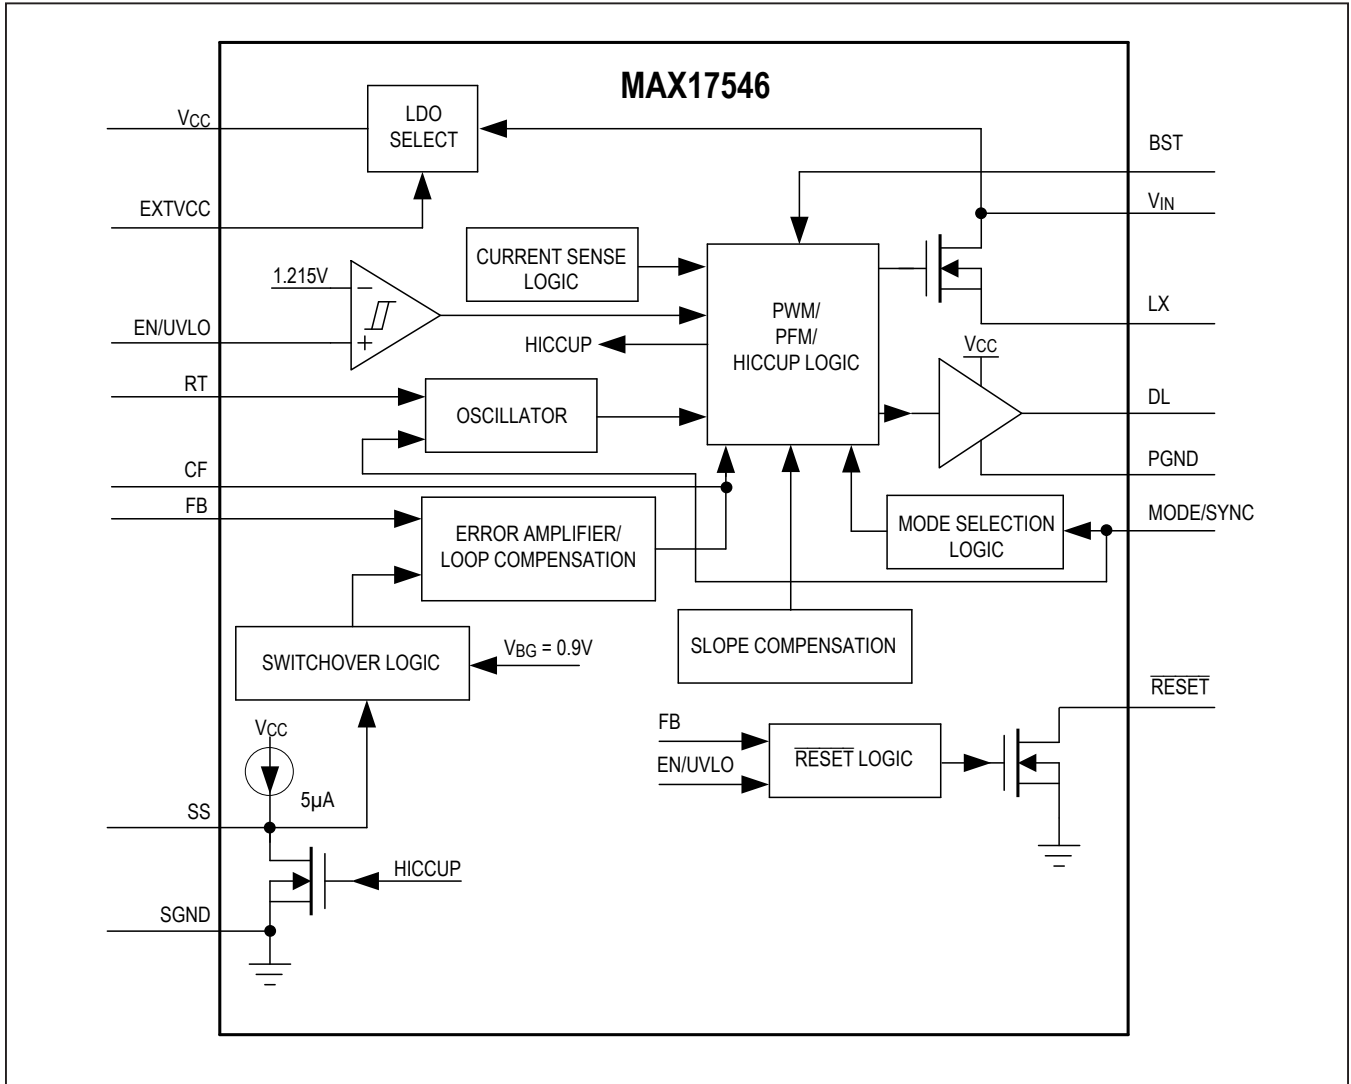 MAX17546
VCC
LDO
SELECT
BST
VIN
EXTVCC
CURRENT SENSE
LOGIC
1.215V
−
+
EN/UVLO
HICCUP
PWM/
PFM/
HICCUP LOGIC
LX
VCC
RT
OSCILLATOR
DL
CF
PGND
FB
ERROR AMPLIFIER/
LOOP COMPENSATION
MODE SELECTION
LOGIC
MODE/SYNC
SWITCHOVER LOGIC
VBG = 0.9V
SLOPE COMPENSATION
RESET
VCC
5µA
FB
EN/UVLO
RESET LOGIC
SS
HICCUP
SGND